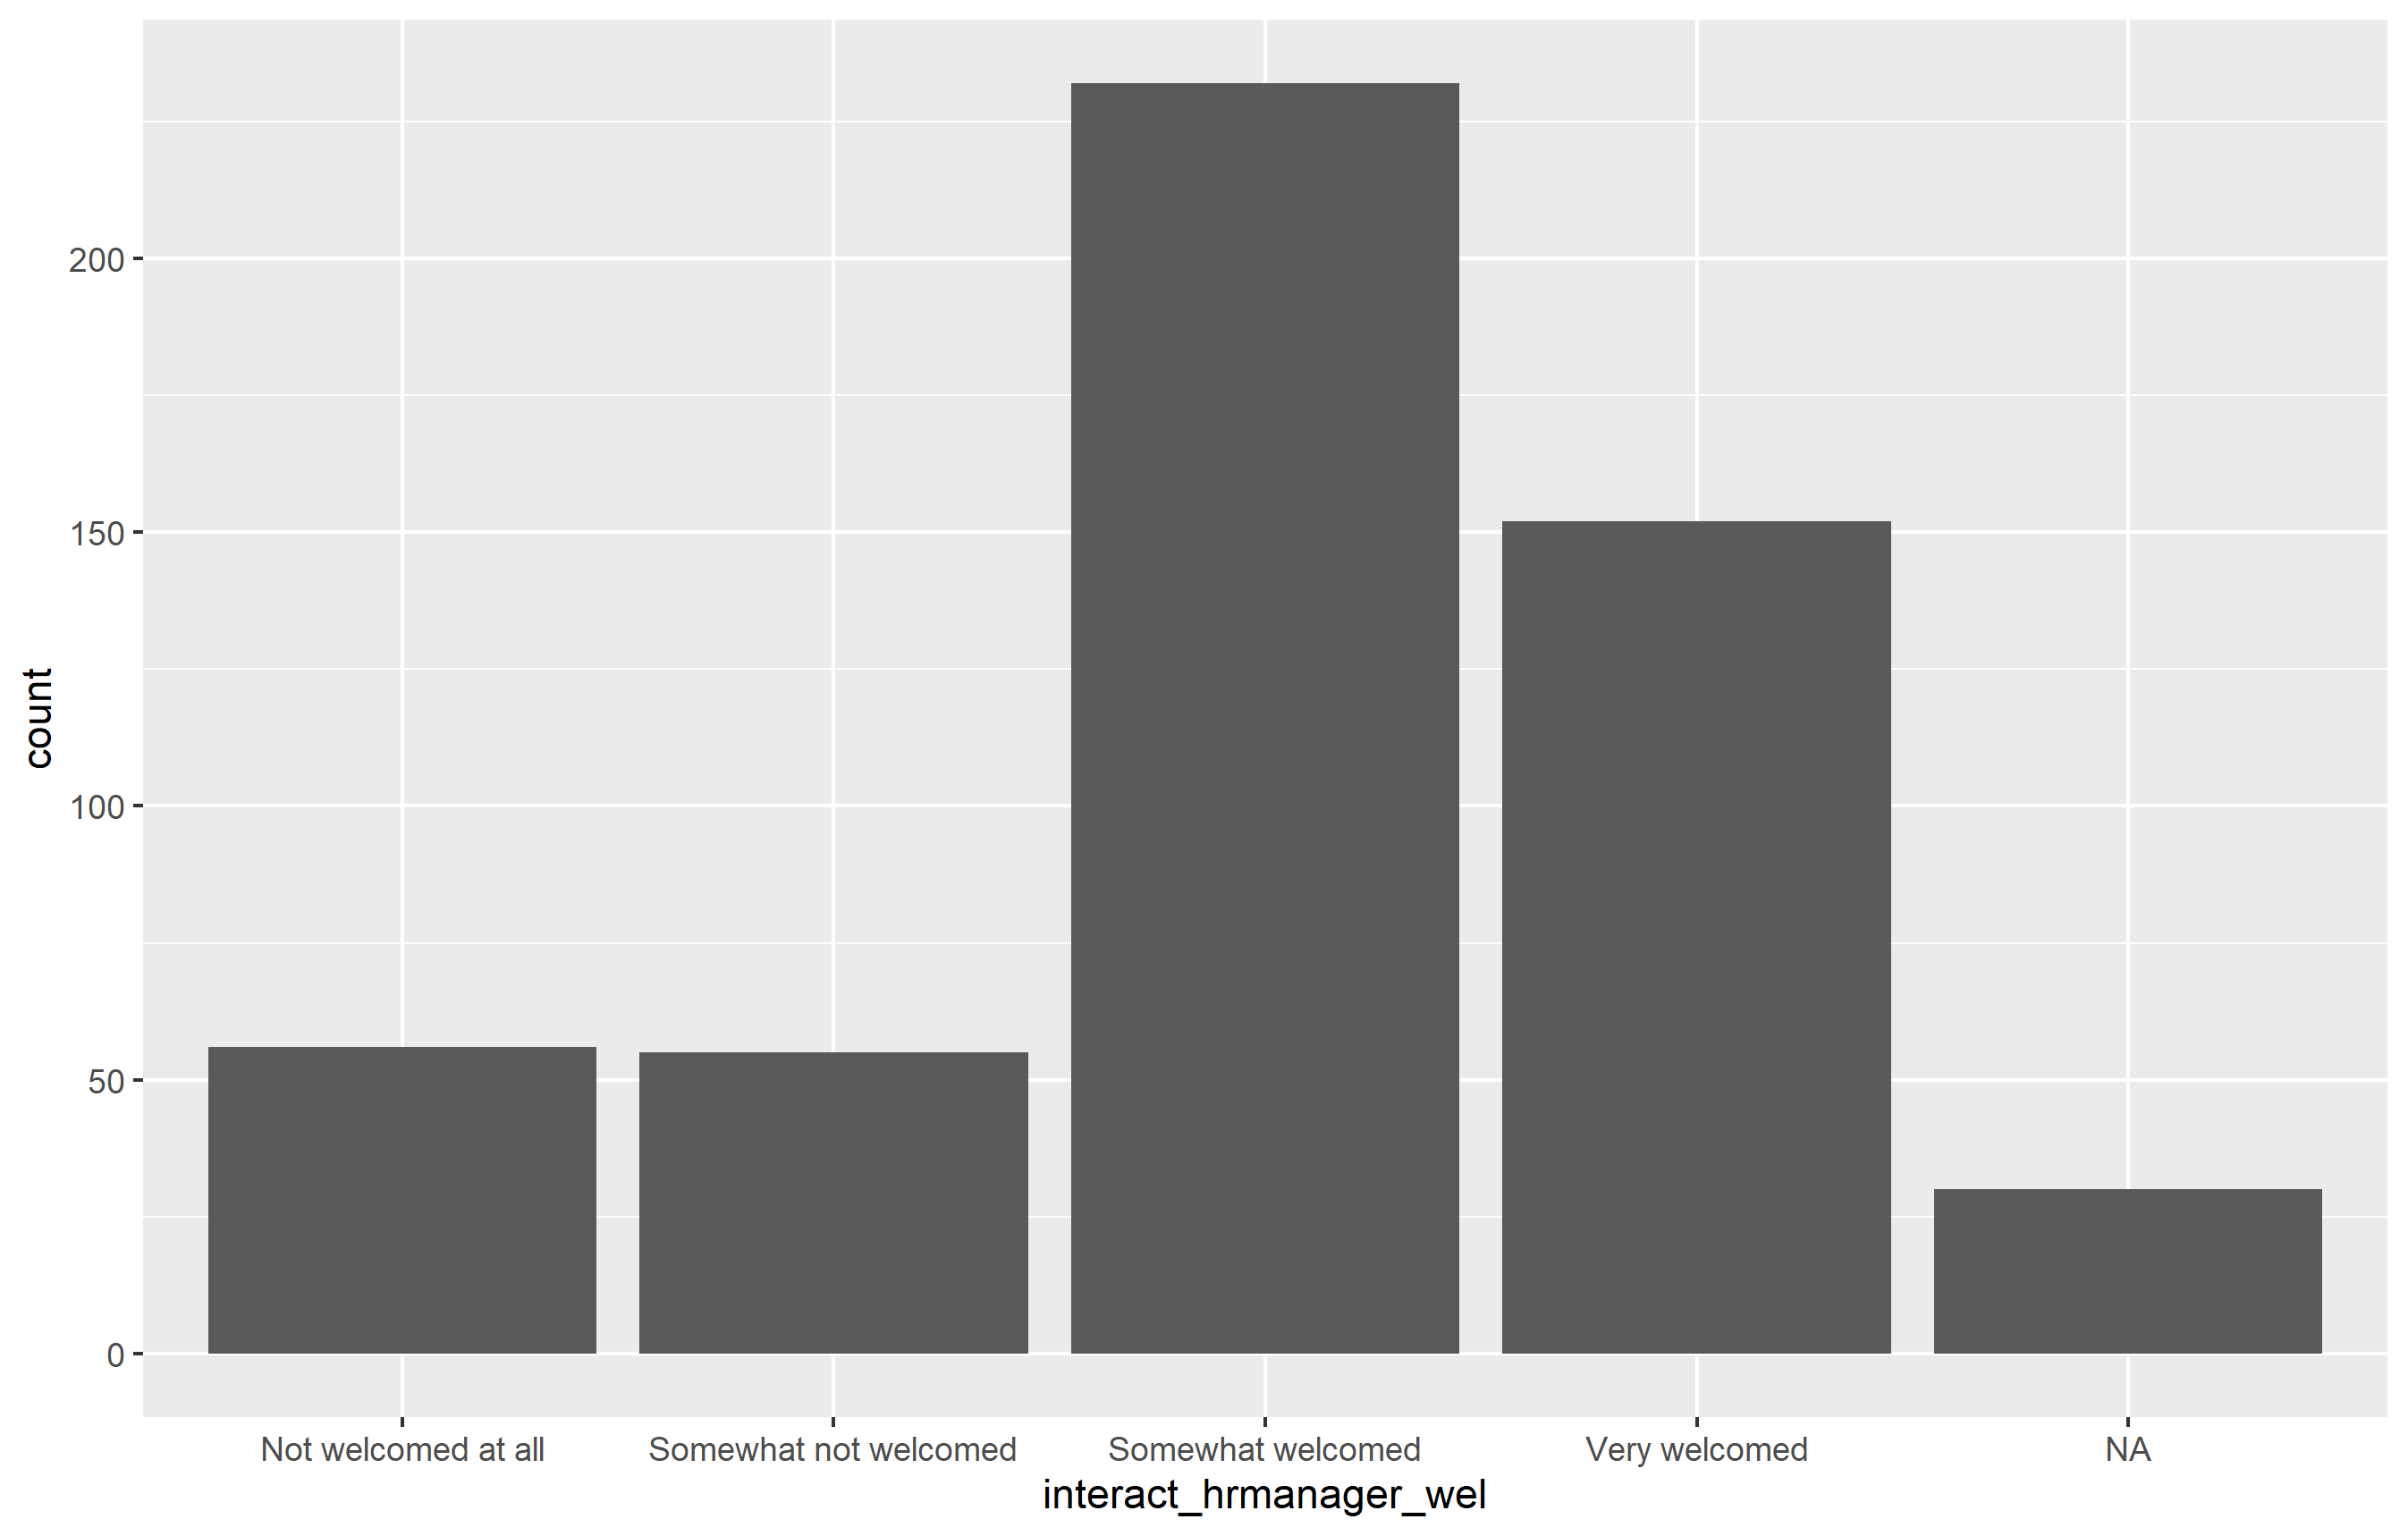 200
150
100
50
0
count
Not welcomed at all
Somewhat not welcomed
Somewhat welcomed
Very welcomed
NA
interact_hrmanager_wel